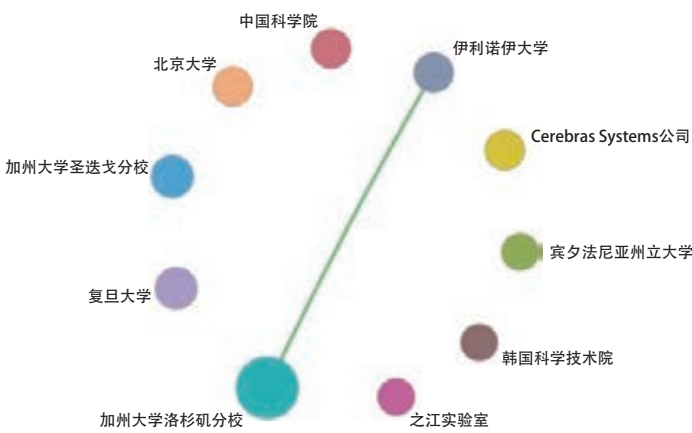 中国科学院
伊利诺伊大学
北京大学
Cerebras Systems公司
加州大学圣迭戈分校
宾夕法尼亚州立大学
复旦大学
韩国科学技术院
加州大学洛杉矶分校
之江实验室